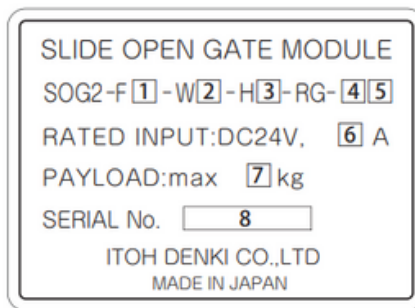 SLIDE OPEN GATE MODULE
SOG2-F 1 -W 2 -H 3 -RG- 4 5
RATED INPUT:DC24V, 6 A
PAYLOAD:max 7 kg
SERIAL No. 8
ITOH DENKI CO.,LTD
MADE IN JAPAN